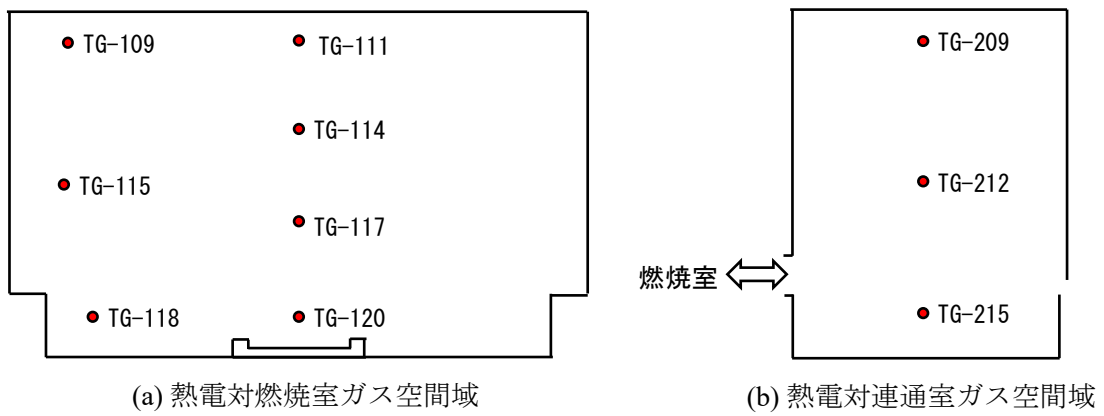 TG-109
TG-111
TG-114
TG-115
TG-117
TG-118
TG-120
(a) 熱電対燃焼室ガス空間域
TG-209
TG-212
燃焼室
TG-215
(b) 熱電対連通室ガス空間域